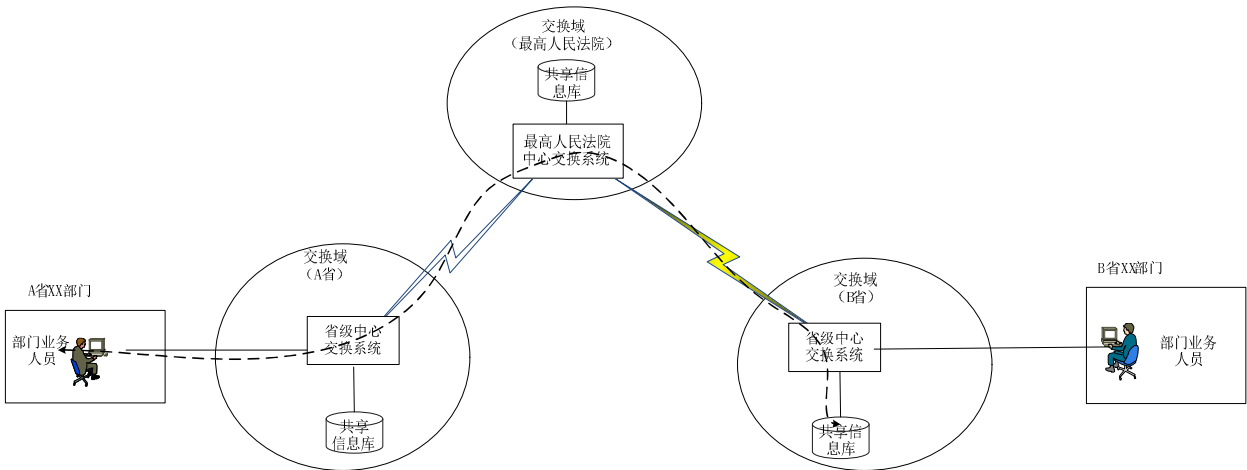 交换域
（最高人民法院）
共享信
息库
最高人民法院
中心交换系统
交换域
（A省）
省级中心
交换系统
共享
信息库
A省XX部门
部门业务
人员
交换域
（B省）
省级中心
交换系统
共享信
息库
B省XX部门
部门业务
人员